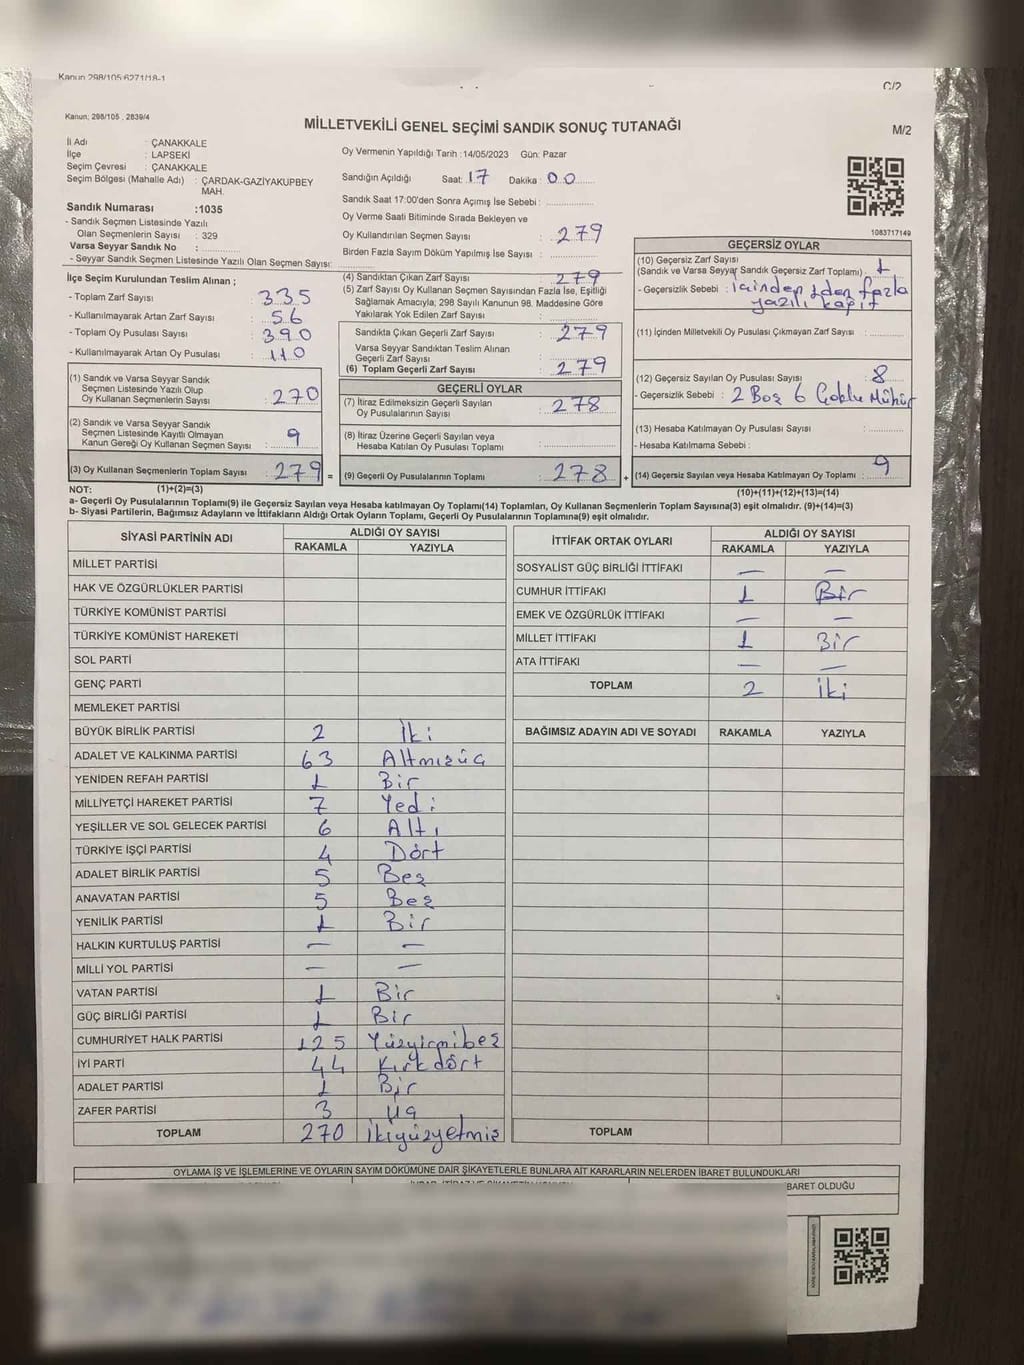 Kanun 298/105 6271/18-1
C/2
Kanun; 298/105 , 2839/4
MİLLETVEKİLİ GENEL SEÇİMİ SANDIK SONUÇ TUTANAĞI
M/2
İl Adı : ÇANAKKALE
İlçe : LAPSEKİ
Seçim Çevresi : ÇANAKKALE
Seçim Bölgesi (Mahalle Adı) : ÇARDAK-GAZİYAKUPBEY MAH.
Sandık Numarası :1035
- Sandık Seçmen Listesinde Yazılı
Olan Seçmenlerin Sayısı : 329
Varsa Seyyar Sandık No :
- Seyyar Sandık Seçmen Listesinde Yazılı Olan Seçmen Sayısı:
Oy Vermenin Yapıldığı Tarih :14/05/2023 Gün: Pazar
Sandığın Açıldığı Saat: 17 Dakika : 00
Sandık Saat 17:00'den Sonra Açımış İse Sebebi :
Oy Verme Saati Bitiminde Sırada Bekleyen ve
Oy Kullandırılan Seçmen Sayısı : 279
Birden Fazla Sayım Döküm Yapılmış İse Sayısı :
1083717149
İlçe Seçim Kurulundan Teslim Alınan ;
- Toplam Zarf Sayısı : 335
- Kullanılmayarak Artan Zarf Sayısı : 56
- Toplam Oy Pusulası Sayısı : 390
- Kullanılmayarak Artan Oy Pusulası : 110
(1) Sandık ve Varsa Seyyar Sandık
Seçmen Listesinde Yazılı Olup
Oy Kullanan Seçmenlerin Sayısı : 270
(2) Sandık ve Varsa Seyyar Sandık
Seçmen Listesinde Kayıtlı Olmayan
Kanun Gereği Oy Kullanan Seçmen Sayısı : 9
(3) Oy Kullanan Seçmenlerin Toplam Sayısı : 279 =
(4) Sandıktan Çıkan Zarf Sayısı : 279
(5) Zarf Sayısı Oy Kullanan Seçmen Sayısından Fazla İse, Eşitliği
Sağlamak Amacıyla, 298 Sayılı Kanunun 98. Maddesine Göre
Yakılarak Yok Edilen Zarf Sayısı :
Sandıkta Çıkan Geçerli Zarf Sayısı : 279
Varsa Seyyar Sandıktan Teslim Alınan
Geçerli Zarf Sayısı :
(6) Toplam Geçerli Zarf Sayısı : 279
GEÇERLİ OYLAR
(7) İtiraz Edilmeksizin Geçerli Sayılan
Oy Pusulalarının Sayısı : 278
(8) İtiraz Üzerine Geçerli Sayılan veya
Hesaba Katılan Oy Pusulası Toplamı :
(9) Geçerli Oy Pusulalarının Toplamı : 278 +
GEÇERSİZ OYLAR
(10) Geçersiz Zarf Sayısı
(Sandık ve Varsa Seyyar Sandık Geçersiz Zarf Toplamı) : 1
- Geçersizlik Sebebi : İçinden 1den fazla
yazılı kağıt
(11) İçinden Milletvekili Oy Pusulası Çıkmayan Zarf Sayısı :
(12) Geçersiz Sayılan Oy Pusulası Sayısı : 8
- Geçersizlik Sebebi : 2 Boş 6 Çoklu Mühür
(13) Hesaba Katılmayan Oy Pusulası Sayısı :
- Hesaba Katılmama Sebebi :
(14) Geçersiz Sayılan veya Hesaba Katılmayan Oy Toplamı : 9
NOT: (1)+(2)=(3)
(10)+(11)+(12)+(13)=(14)
a- Geçerli Oy Pusulalarının Toplamı(9) ile Geçersiz Sayılan veya Hesaba katılmayan Oy Toplamı(14) Toplamları, Oy Kullanan Seçmenlerin Toplam Sayısına(3) eşit olmalıdır. (9)+(14)=(3)
b- Siyasi Partilerin, Bağımsız Adayların ve İttifakların Aldığı Ortak Oyların Toplamı, Geçerli Oy Pusulalarının Toplamına(9) eşit olmalıdır.
SİYASİ PARTİNİN ADI ALDIĞI OY SAYISI
RAKAMLA YAZIYLA
MİLLET PARTİSİ
HAK VE ÖZGÜRLÜKLER PARTİSİ
TÜRKİYE KOMÜNİST PARTİSİ
TÜRKİYE KOMÜNİST HAREKETİ
SOL PARTİ
GENÇ PARTİ
MEMLEKET PARTİSİ
BÜYÜK BİRLİK PARTİSİ 2 İki
ADALET VE KALKINMA PARTİSİ 63 Altmışüç
YENİDEN REFAH PARTİSİ 1 Bir
MİLLİYETÇİ HAREKET PARTİSİ 7 Yedi
YEŞİLLER VE SOL GELECEK PARTİSİ 6 Altı
TÜRKİYE İŞÇİ PARTİSİ 4 Dört
ADALET BİRLİK PARTİSİ 5 Beş
ANAVATAN PARTİSİ 5 Beş
YENİLİK PARTİSİ 1 Bir
HALKIN KURTULUŞ PARTİSİ — —
MİLLİ YOL PARTİSİ — —
VATAN PARTİSİ 1 Bir
GÜÇ BİRLİĞİ PARTİSİ 1 Bir
CUMHURİYET HALK PARTİSİ 125 Yüzyirmibeş
İYİ PARTİ 44 Kırkdört
ADALET PARTİSİ 1 Bir
ZAFER PARTİSİ 3 Üç
TOPLAM 270 İkiyüzyetmiş
İTTİFAK ORTAK OYLARI ALDIĞI OY SAYISI
RAKAMLA YAZIYLA
SOSYALİST GÜÇ BİRLİĞİ İTTİFAKI — —
CUMHUR İTTİFAKI 1 Bir
EMEK VE ÖZGÜRLÜK İTTİFAKI — —
MİLLET İTTİFAKI 1 Bir
ATA İTTİFAKI — —
TOPLAM 2 İki
BAĞIMSIZ ADAYIN ADI VE SOYADI RAKAMLA YAZIYLA
TOPLAM
OYLAMA İŞ VE İŞLEMLERİNE VE OYLARIN SAYIM DÖKÜMÜNE DAİR ŞİKAYETLERLE BUNLARA AİT KARARLARIN NELERDEN İBARET BULUNDUKLARI
BARET OLDUĞU